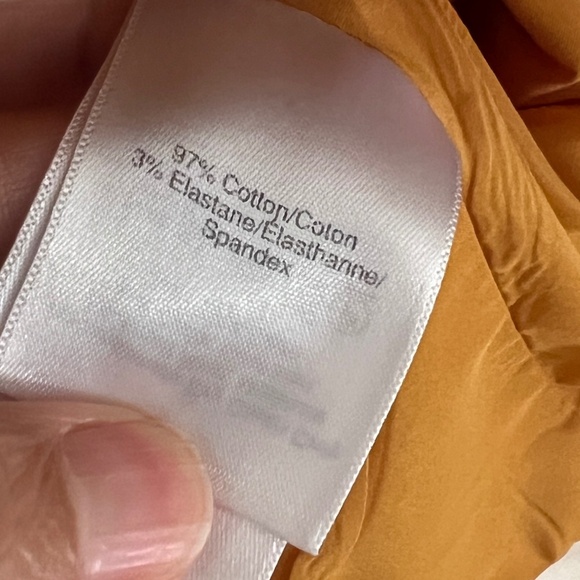 97% Cotton/Coton
3% Elastane/Elasthanne/
Spandex